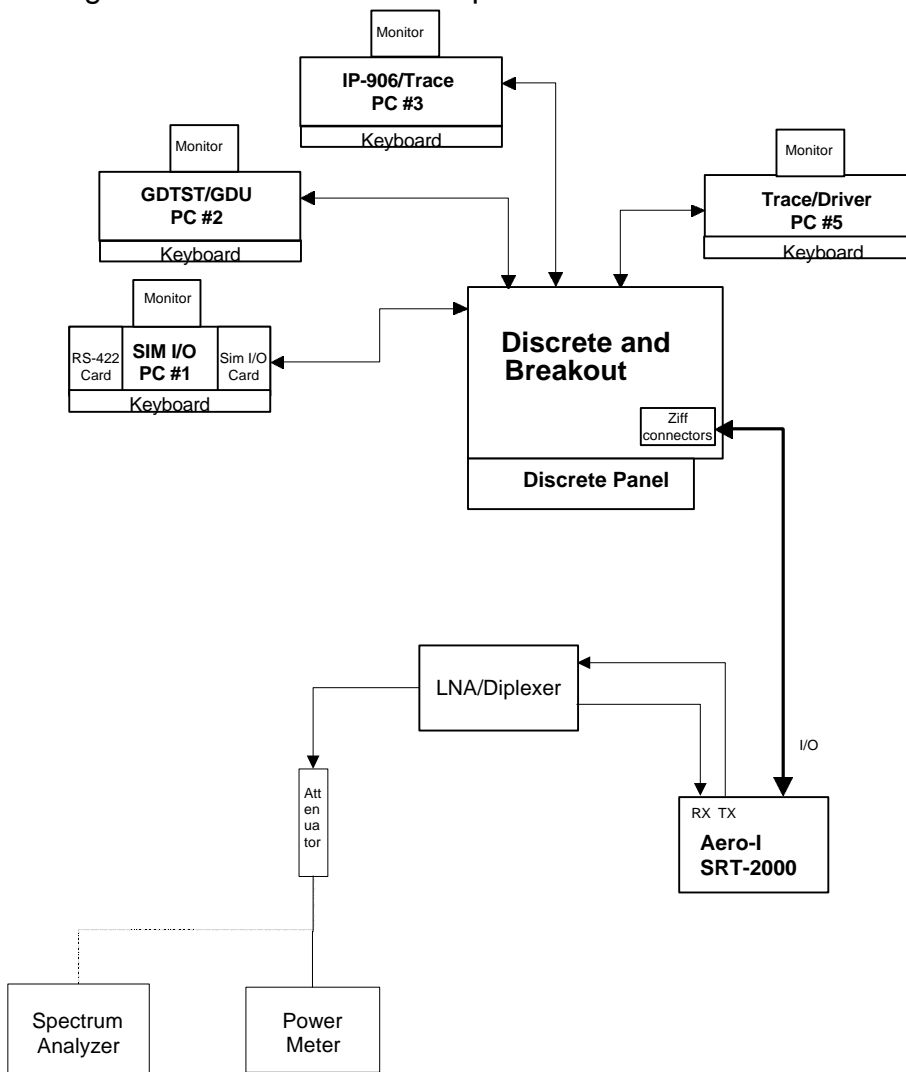 Monitor
IP-906/Trace
PC #3
Keyboard
Monitor
GDTST/GDU
PC #2
Keyboard
Monitor
Trace/Driver
PC #5
Keyboard
Monitor
RS-422
Card
SIM I/O
PC #1
Sim I/O
Card
Keyboard
Discrete and
Breakout
Ziff
connectors
Discrete Panel
LNA/Diplexer
I/O
Att
en
ua
tor
RX TX
Aero-I
SRT-2000
Spectrum
Analyzer
Power
Meter